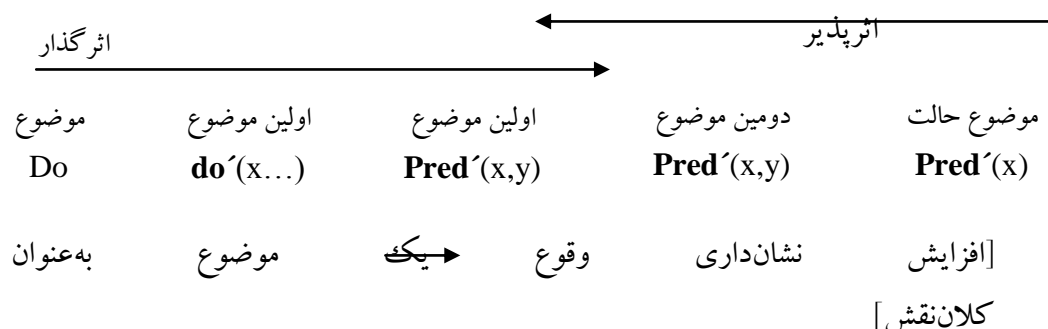 اثرپذیر
اثرگذار
موضوع اولین موضوع اولین موضوع دومین موضوع موضوع حالت
Do do´(x…) Pred´(x,y) Pred´(x,y) Pred´(x)
[افزایش نشان‌داری وقوع یک موضوع به‌عنوان
کلان‌نقش]